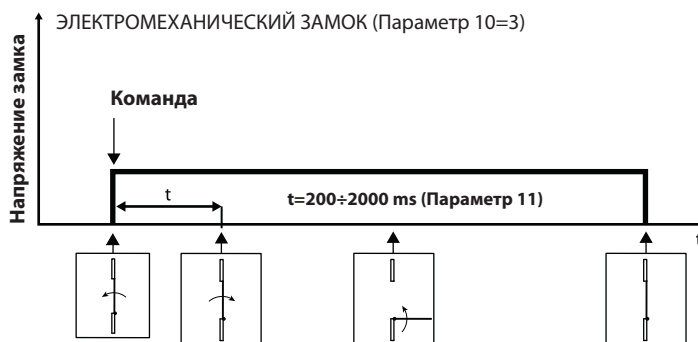 ЭЛЕКТРОМЕХАНИЧЕСКИЙ ЗАМОК (Параметр 10=3)
Напряжение замка
Команда
t
t=200÷2000 ms (Параметр 11)
t